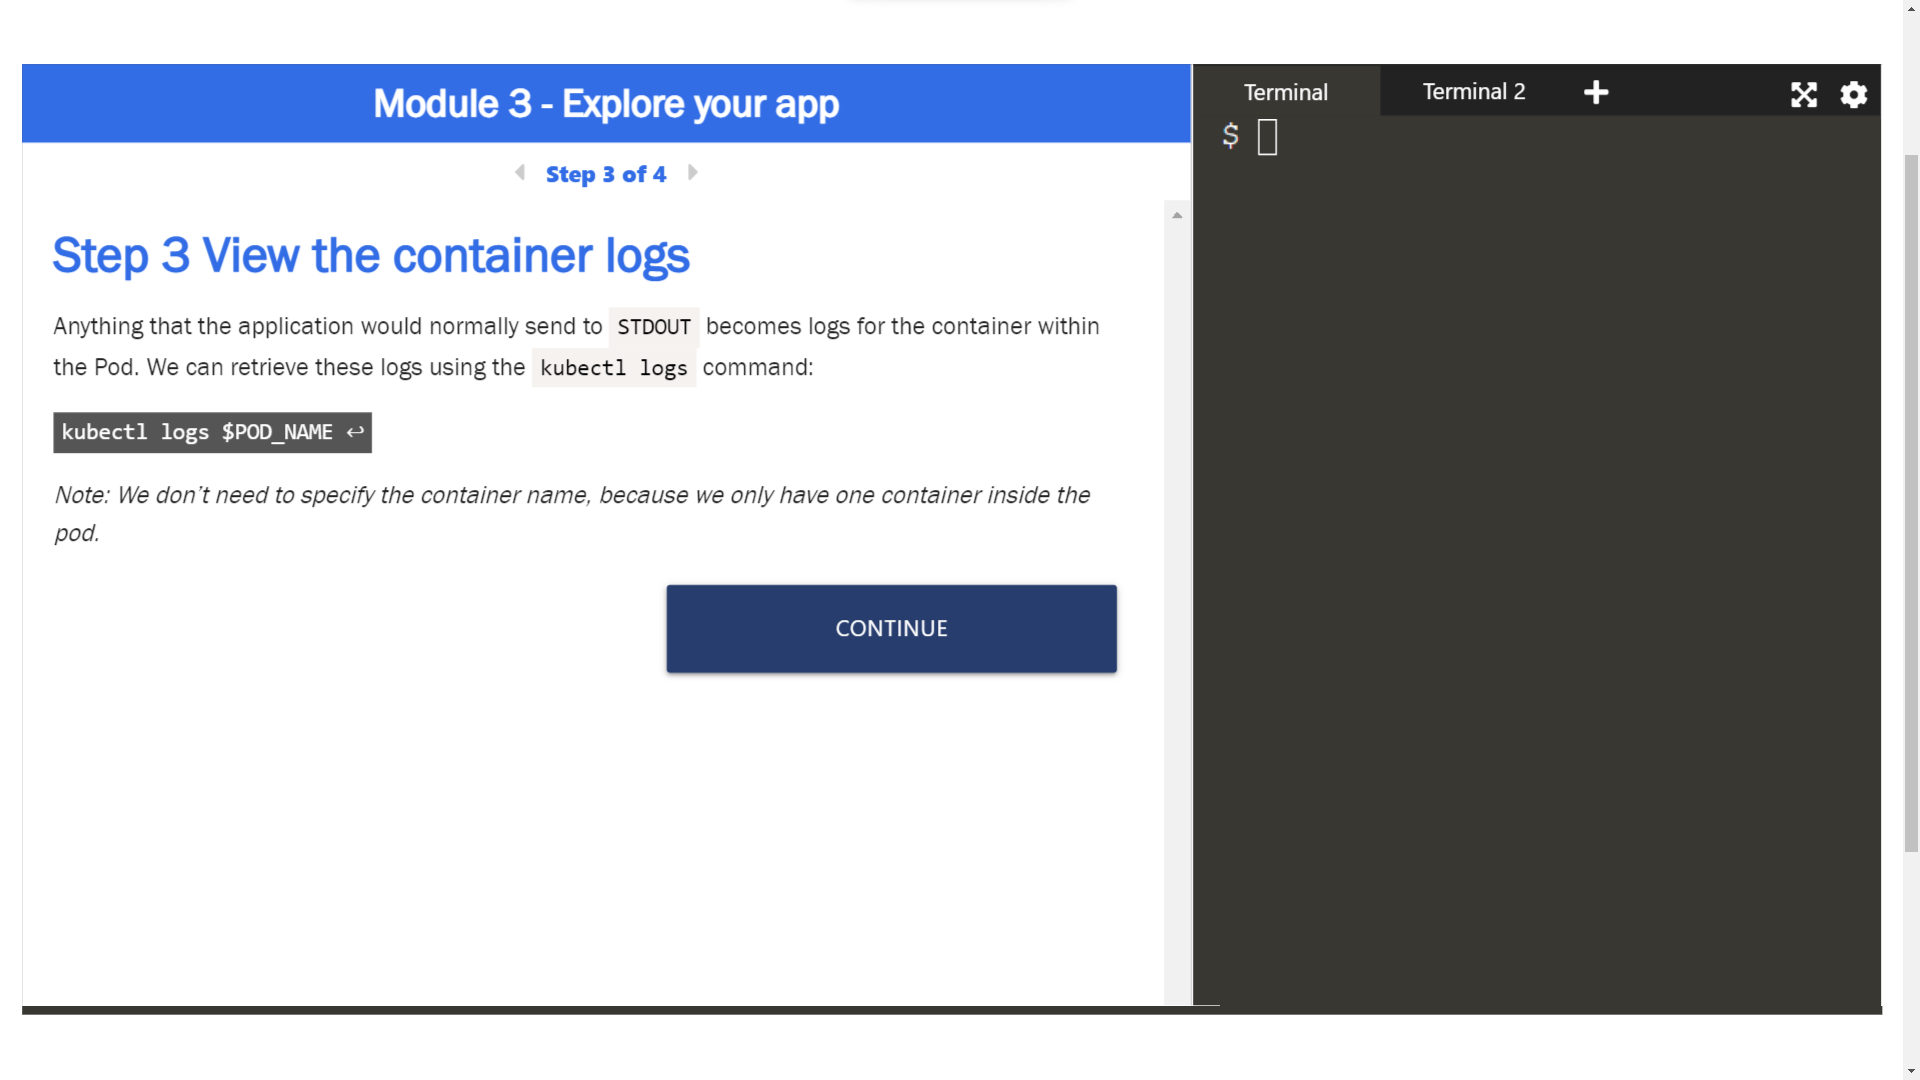 Module 3 - Explore your app
Step 3 of 4
Step 3 View the container logs
Anything that the application would normally send to STDOUT becomes logs for the container within
the Pod. We can retrieve these logs using the kubectl logs command:
kubectl logs $POD_NAME ↩
Note: We don’t need to specify the container name, because we only have one container inside the
pod.
CONTINUE
Terminal
Terminal 2
$